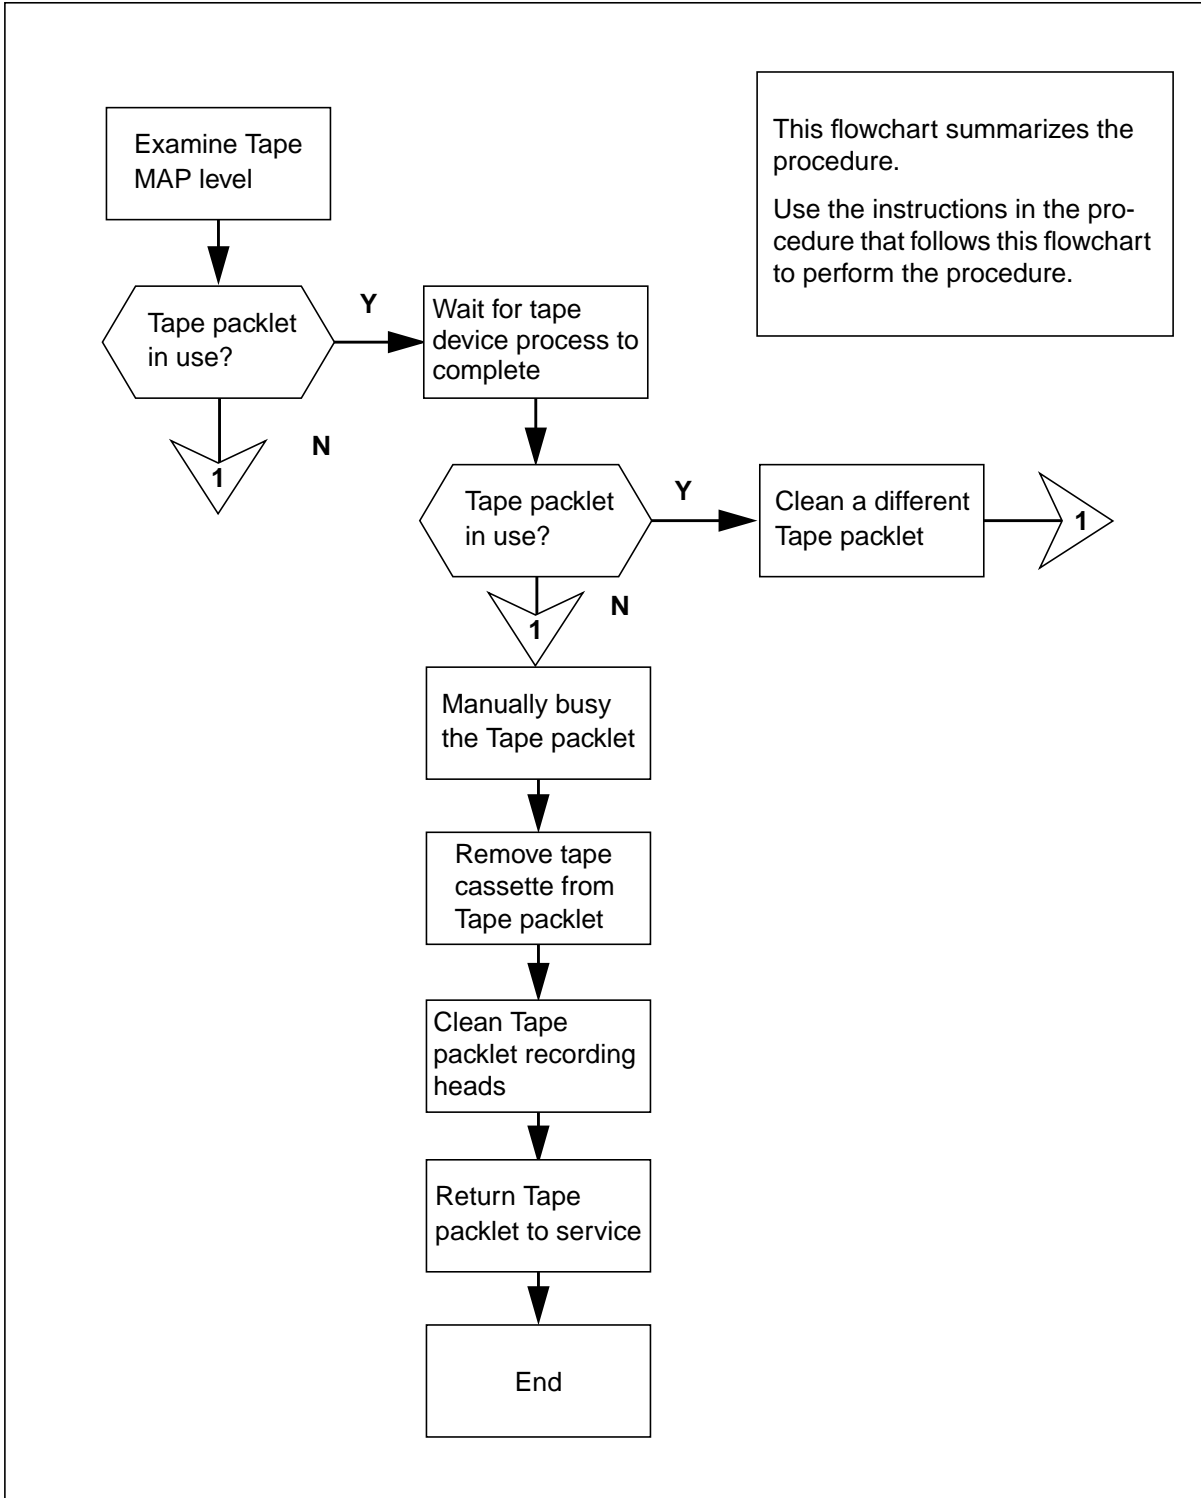 This flowchart summarizes the
procedure.
Use the instructions in the pro-
cedure that follows this flowchart
to perform the procedure.
Examine Tape
MAP level
Tape packlet
in use?
Y
Wait for tape
device process to
complete
N
1
Tape packlet
in use?
Y
Clean a different
Tape packlet
1
N
1
Manually busy
the Tape packlet
Remove tape
cassette from
Tape packlet
Clean Tape
packlet recording
heads
Return Tape
packlet to service
End